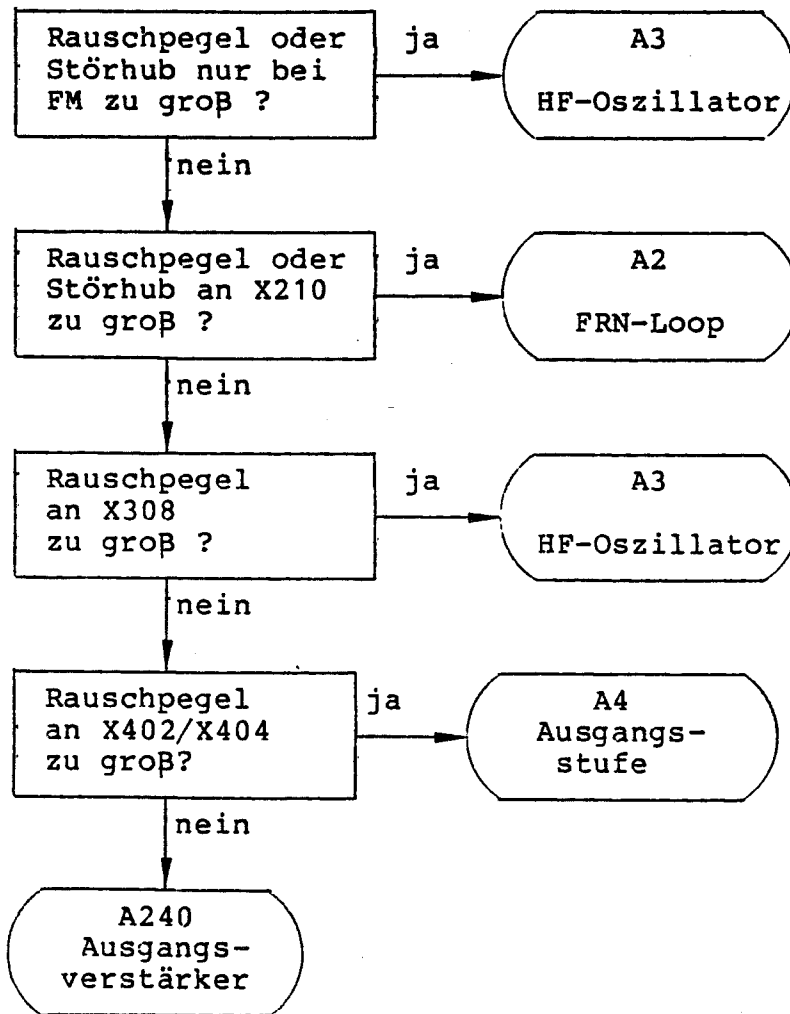 Rauschpegel oder
Störhub nur bei
FM zu groß ?
ja
A3
HF-Oszillator
nein
Rauschpegel oder
Störhub an X210
zu groß ?
ja
A2
FRN-Loop
nein
Rauschpegel
an X308
zu groß ?
ja
A3
HF-Oszillator
nein
Rauschpegel
an X402/X404
zu groß?
ja
A4
Ausgangs-
stufe
nein
A240
Ausgangs-
verstärker